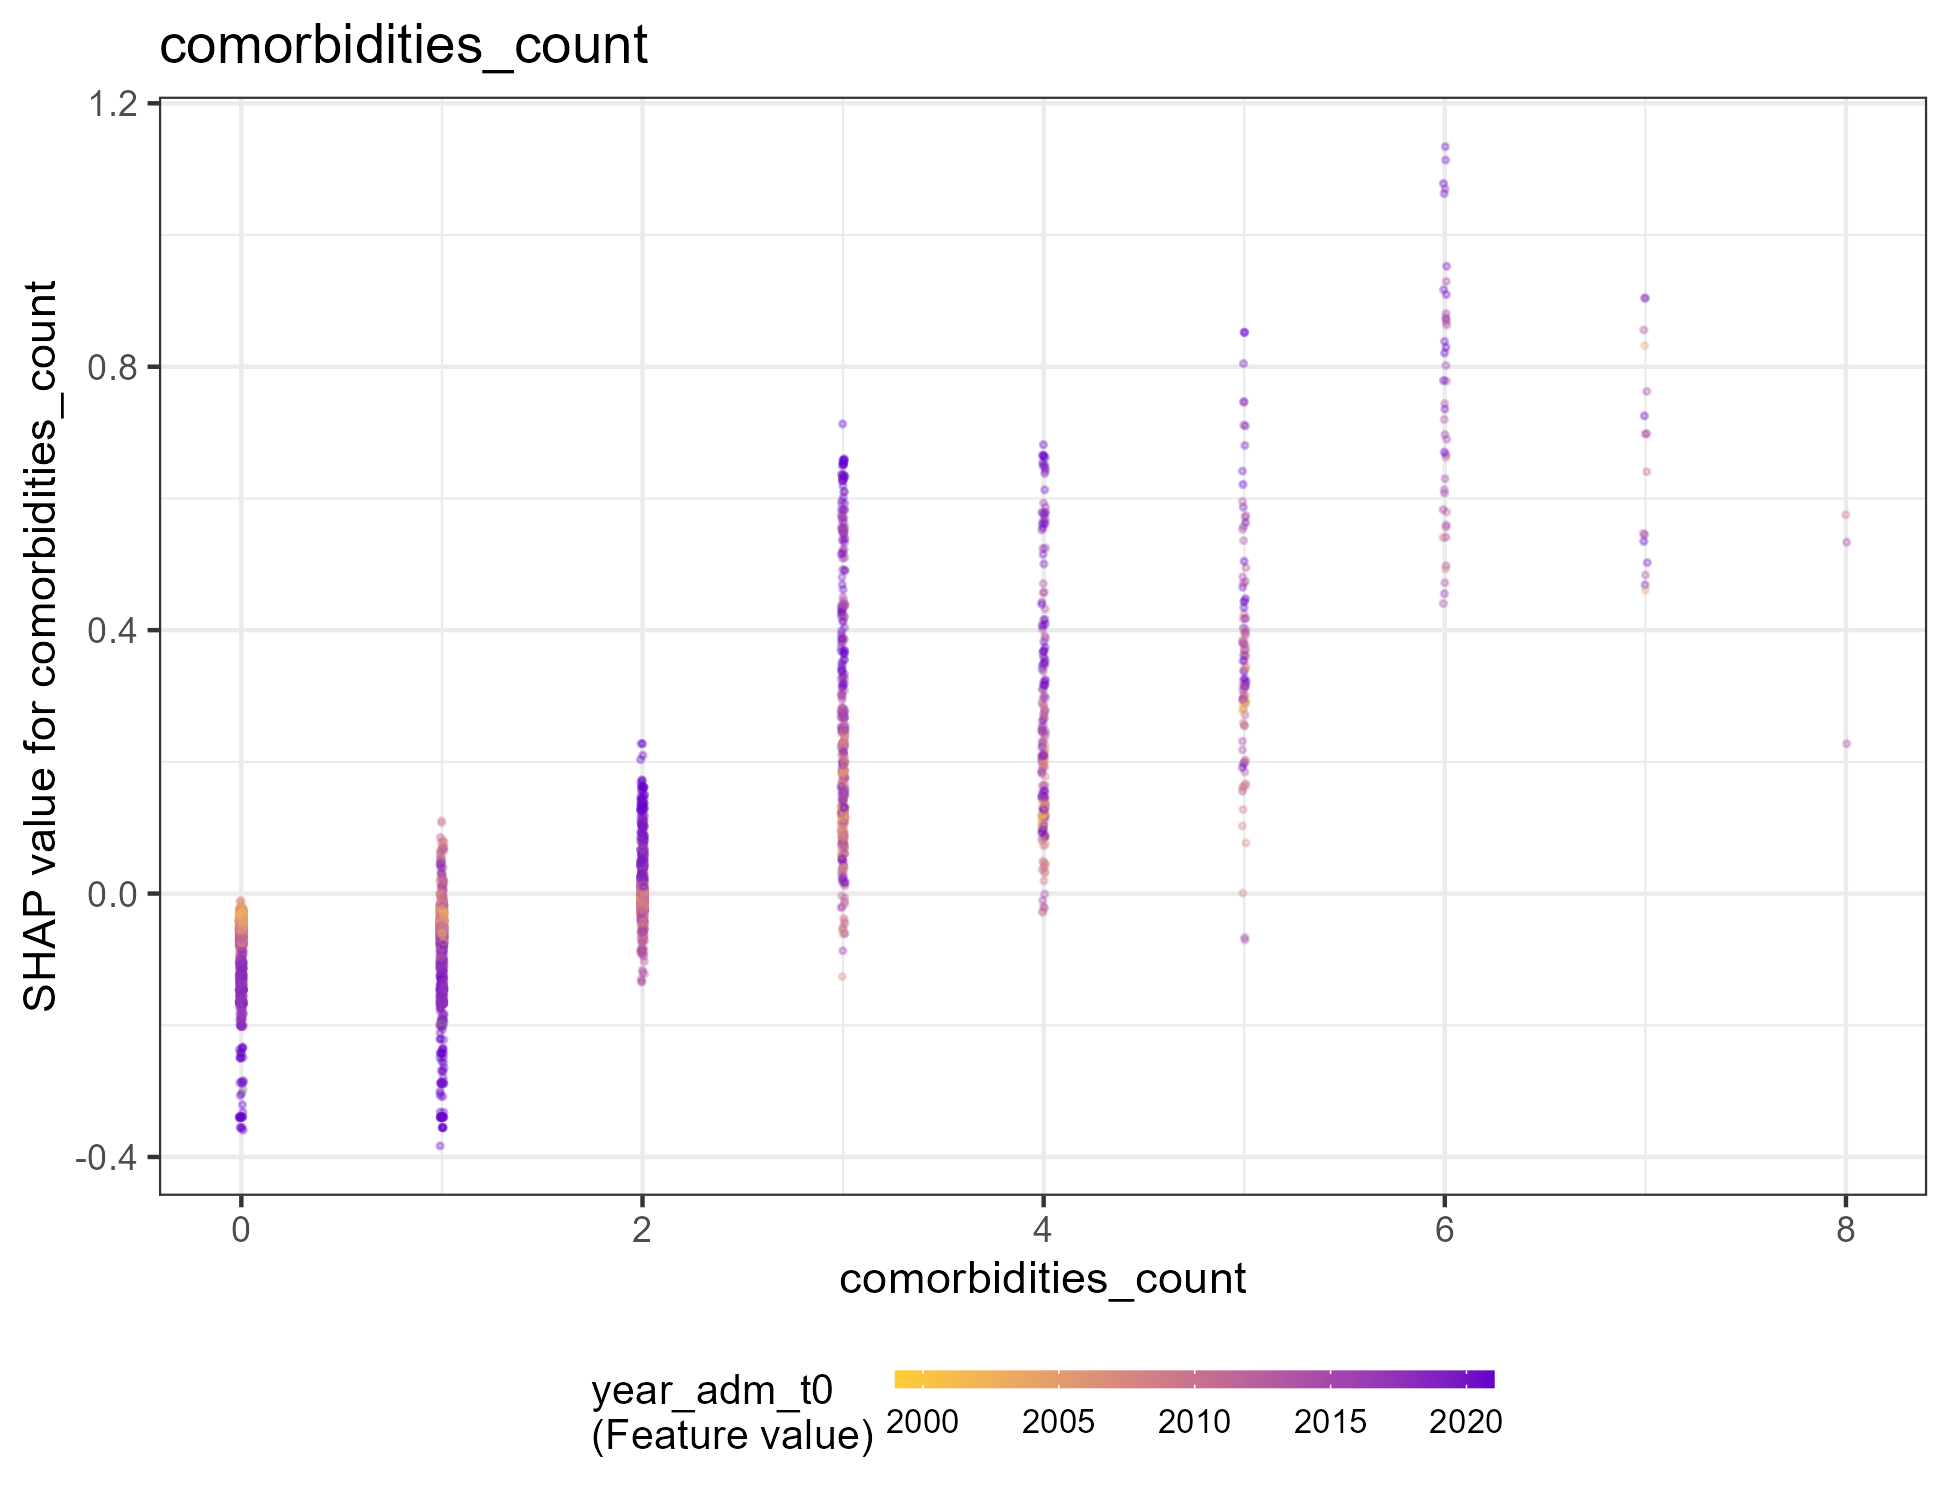 comorbidities_count
1.2
0.8
0.4
0.0
-0.4
SHAP value for comorbidities_count
0 2 4 6 8
comorbidities_count
year_adm_t0
(Feature value)
2000 2005 2010 2015 2020